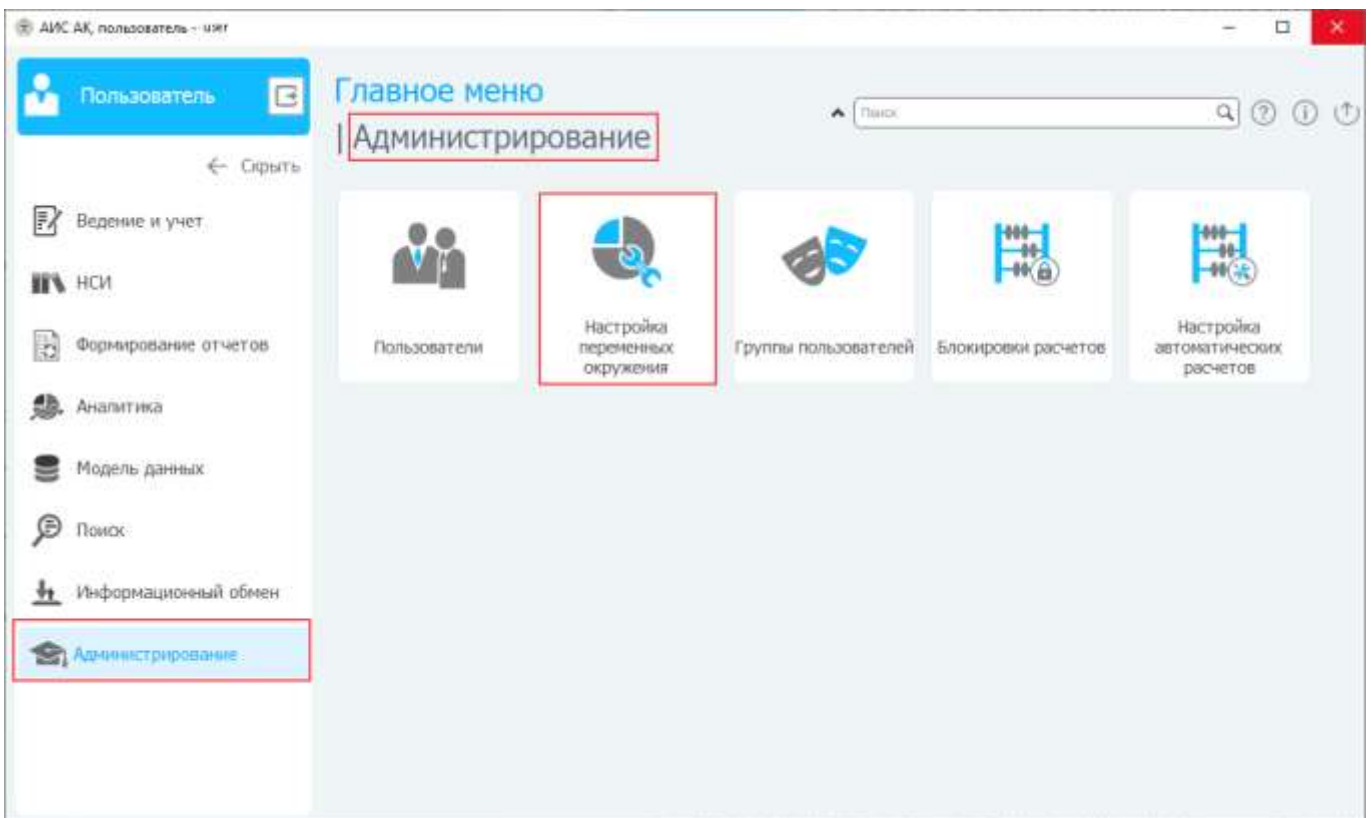 АИС АК, пользователь - user
Пользователь
Скрыть
Ведение и учет
НСИ
Формирование отчетов
Аналитика
Модель данных
Поиск
Информационный обмен
Администрирование
Главное меню
| Администрирование
Поиск
Пользователи
Настройка
переменных
окружения
Группы пользователей
Блокировки расчетов
Настройка
автоматических
расчетов